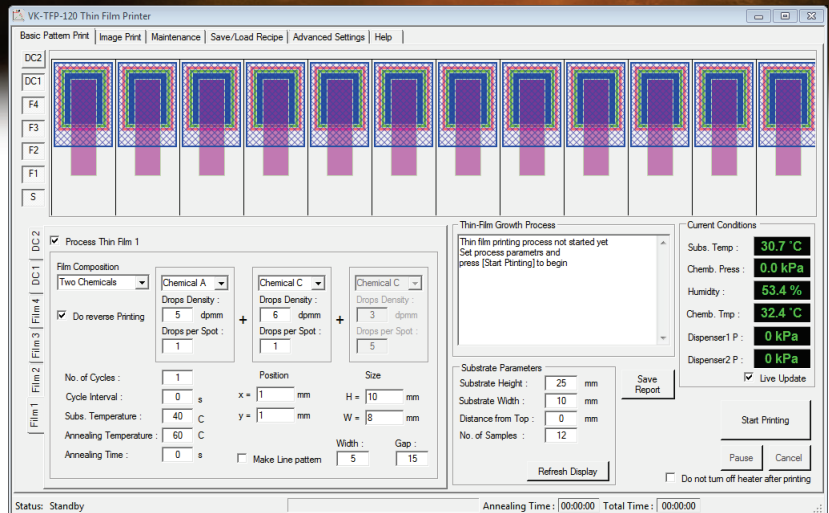 VK-TFP-120 Thin Film Printer
Basic Pattern Print Image Print Maintenance Save/Load Recipe Advanced Settings Help
DC2
DC1
F4
F3
F2
F1
S
DC 2
DC 1
Film 4
Film 3
Film 2
Film 1
Process Thin Film 1
Film Composition
Two Chemicals
Do reverse Printing
Chemical A
Drops Density :
5 dpmm
Drops per Spot :
1
+
Chemical C
Drops Density :
6 dpmm
Drops per Spot :
1
+
Chemical C
Drops Density :
3 dpmm
Drops per Spot :
5
No. of Cycles : 1
Cycle Interval : 0 s
Subs. Temperature : 40 C
Annealing Temperature : 60 C
Annealing Time : 0 s
Position
x = 1 mm
y = 1 mm
Size
H = 10 mm
W = 8 mm
Make Line pattern
Width :
5
Gap :
15
Thin-Film Growth Process
Thin film printing process not started yet
Set process parametrs and
press [Start Ptinting] to begin
Substrate Parameters
Substrate Height : 25 mm
Substrate Width : 10 mm
Distance from Top : 0 mm
No. of Samples : 12
Refresh Display
Save
Report
Current Conditions
Subs. Temp : 30.7 °C
Chemb. Press : 0.0 kPa
Humidity : 53.4 %
Chemb. Tmp : 32.4 °C
Dispenser1 P : 0 kPa
Dispenser2 P : 0 kPa
Live Update
Start Printing
Pause Cancel
Do not turn off heater after printing
Status: Standby
Annealing Time : 00:00:00 Total Time : 00:00:00